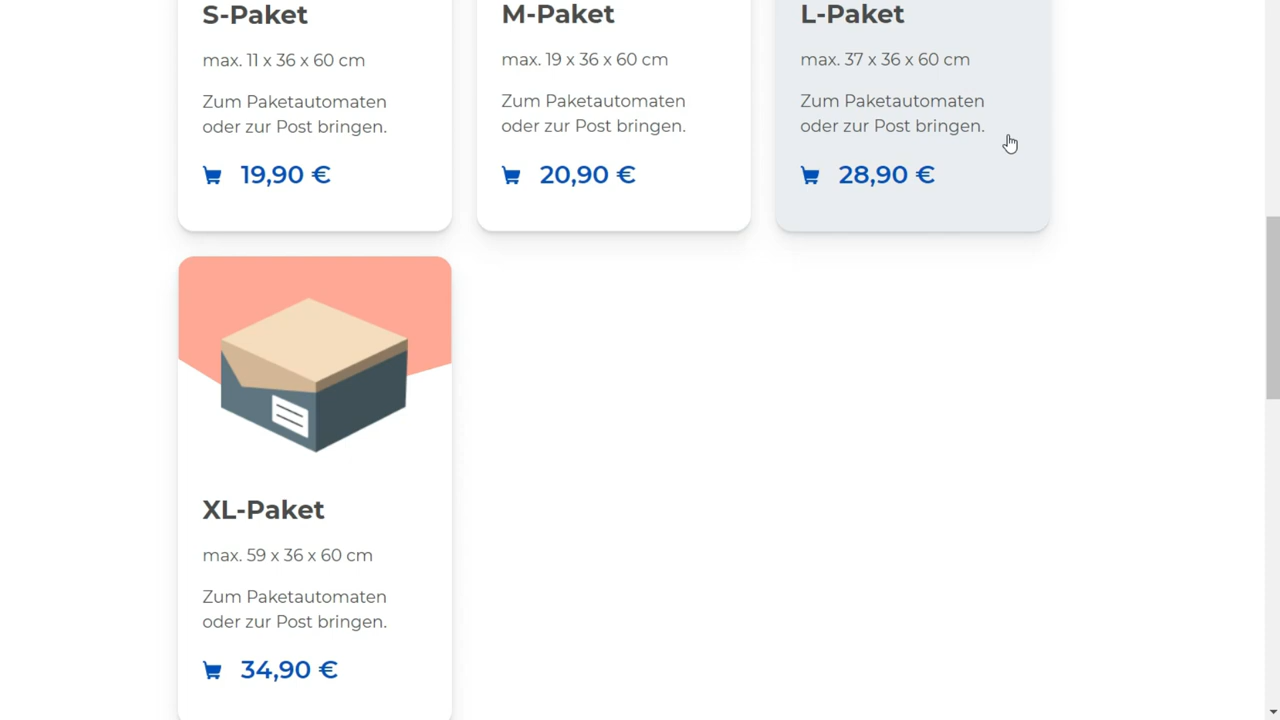 S-Paket
max. 11 x 36 x 60 cm
Zum Paketautomaten
oder zur Post bringen.
19,90 €
M-Paket
max. 19 x 36 x 60 cm
Zum Paketautomaten
oder zur Post bringen.
20,90 €
L-Paket
max. 37 x 36 x 60 cm
Zum Paketautomaten
oder zur Post bringen.
28,90 €
XL-Paket
max. 59 x 36 x 60 cm
Zum Paketautomaten
oder zur Post bringen.
34,90 €